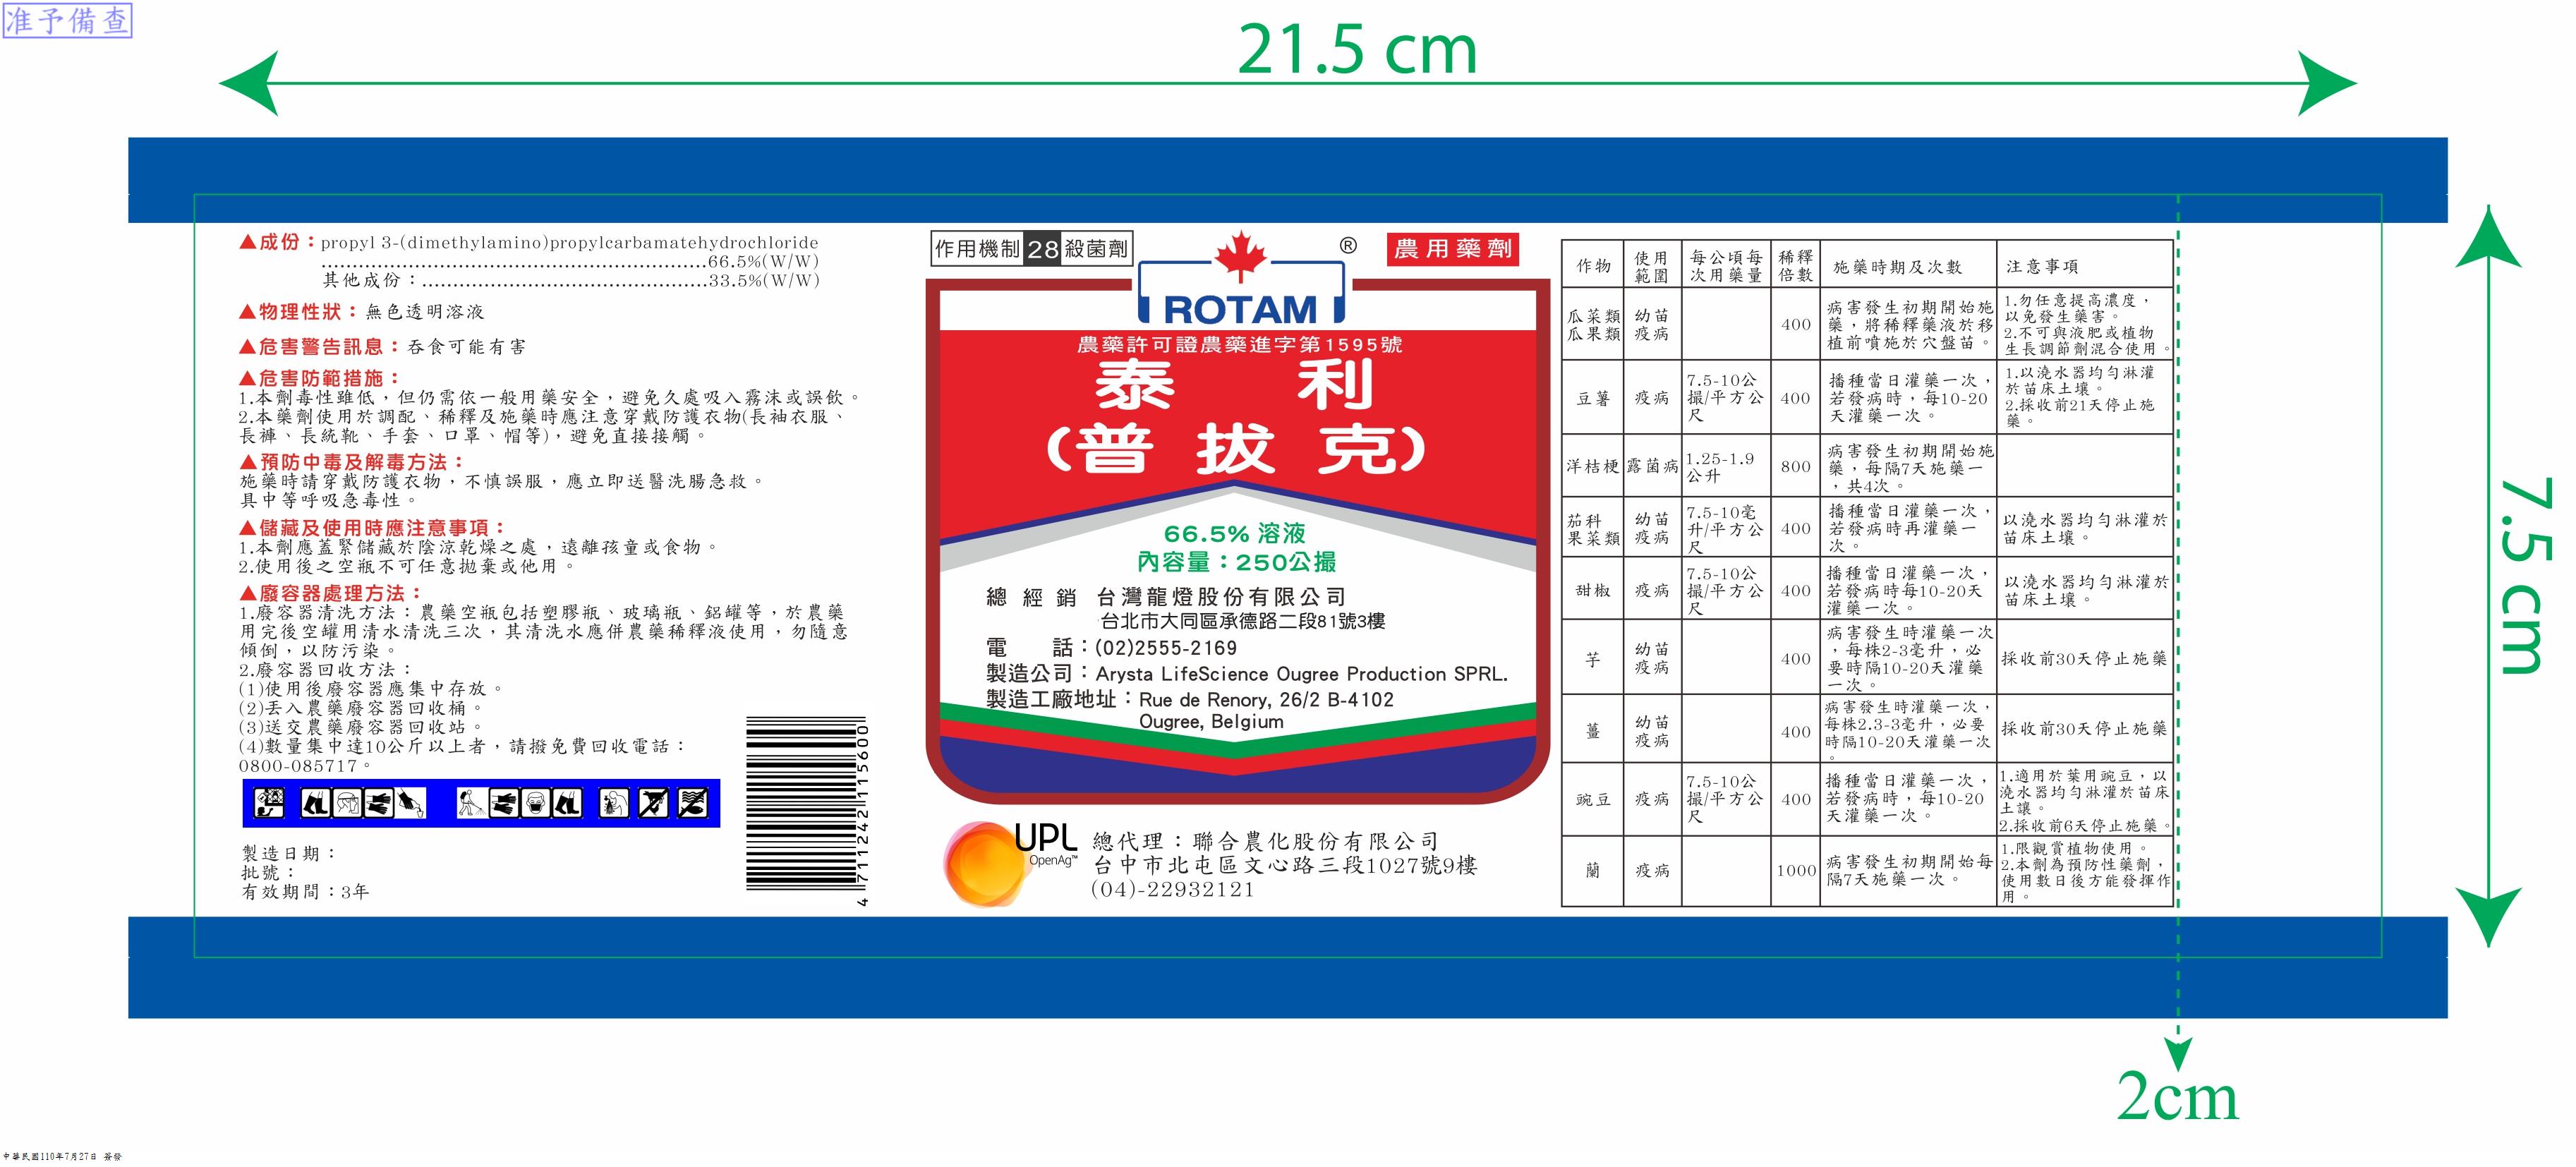 准予備查
21.5 cm
▲成份：propyl 3-(dimethylamino)propylcarbamatehydrochloride
........................................................66.5%(W/W)
其他成份：..........................................33.5%(W/W)
▲物理性狀：無色透明溶液
▲危害警告訊息：吞食可能有害
▲危害防範措施：
1.本劑毒性雖低，但仍需依一般用藥安全，避免久處吸入霧沫或誤飲。
2.本藥劑使用於調配、稀釋及施藥時應注意穿戴防護衣物(長袖衣服、
長褲、長統靴、手套、口罩、帽等)，避免直接接觸。
▲預防中毒及解毒方法：
施藥時請穿戴防護衣物，不慎誤服，應立即送醫洗腸急救。
具中等呼吸急毒性。
▲儲藏及使用時應注意事項：
1.本劑應蓋緊儲藏於陰涼乾燥之處，遠離孩童或食物。
2.使用後之空瓶不可任意拋棄或他用。
▲廢容器處理方法：
1.廢容器清洗方法：農藥空瓶包括塑膠瓶、玻璃瓶、鋁罐等，於農藥
用完後空罐用清水清洗三次，其清洗水應併農藥稀釋液使用，勿隨意
傾倒，以防污染。
2.廢容器回收方法：
(1)使用後廢容器應集中存放。
(2)丟入農藥廢容器回收桶。
(3)送交農藥廢容器回收站。
(4)數量集中達10公斤以上者，請撥免費回收電話：
0800-085717。
製造日期：
批號：
有效期間：3年
4 711242 115600
作用機制 28 殺菌劑
®
農用藥劑
ROTAM
農藥許可證農藥進字第1595號
泰 利
(普 拔 克)
66.5% 溶液
內容量：250公撮
總 經 銷 台灣龍燈股份有限公司
台北市大同區承德路二段81號3樓
電 話：(02)2555-2169
製造公司：Arysta LifeScience Ougree Production SPRL.
製造工廠地址：Rue de Renory, 26/2 B-4102
Ougree, Belgium
UPL
OpenAg™
總代理：聯合農化股份有限公司
台中市北屯區文心路三段1027號9樓
(04)-22932121
作物 使用範圍 每公頃每次用藥量 稀釋倍數 施藥時期及次數 注意事項
瓜菜類瓜果類 幼苗疫病 400 病害發生初期開始施藥，將稀釋藥液於移植前噴施於穴盤苗。 1.勿任意提高濃度，以免發生藥害。2.不可與液肥或植物生長調節劑混合使用。
豆薯 疫病 7.5-10公撮/平方公尺 400 播種當日灌藥一次，若發病時，每10-20天灌藥一次。 1.以澆水器均勻淋灌於苗床土壤。2.採收前21天停止施藥。
洋桔梗 露菌病 1.25-1.9公升 800 病害發生初期開始施藥，每隔7天施藥一，共4次。
茄科果菜類 幼苗疫病 7.5-10毫升/平方公尺 400 播種當日灌藥一次，若發病時再灌藥一次。 以澆水器均勻淋灌於苗床土壤。
甜椒 疫病 7.5-10公撮/平方公尺 400 播種當日灌藥一次，若發病時每10-20天灌藥一次。 以澆水器均勻淋灌於苗床土壤。
芋 幼苗疫病 400 病害發生時灌藥一次，每株2-3毫升，必要時隔10-20天灌藥一次。 採收前30天停止施藥
薑 幼苗疫病 400 病害發生時灌藥一次，每株2.3-3毫升，必要時隔10-20天灌藥一次。 採收前30天停止施藥
豌豆 疫病 7.5-10公撮/平方公尺 400 播種當日灌藥一次，若發病時，每10-20天灌藥一次。 1.適用於葉用豌豆，以澆水器均勻淋灌於苗床土讓。2.採收前6天停止施藥。
蘭 疫病 1000 病害發生初期開始每隔7天施藥一次。 1.限觀賞植物使用。2.本劑為預防性藥劑，使用數日後方能發揮作用。
7.5 cm
2cm
中華民國110年7月27日 簽發